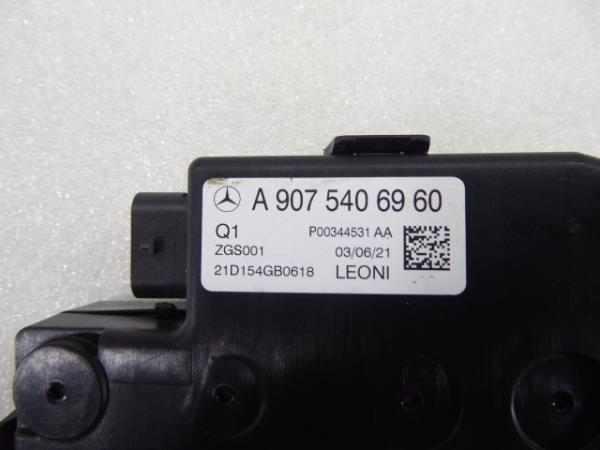 A 907 540 69 60
Q1 P00344531 AA
ZGS001 03/06/21
21D154GB0618 LEONI